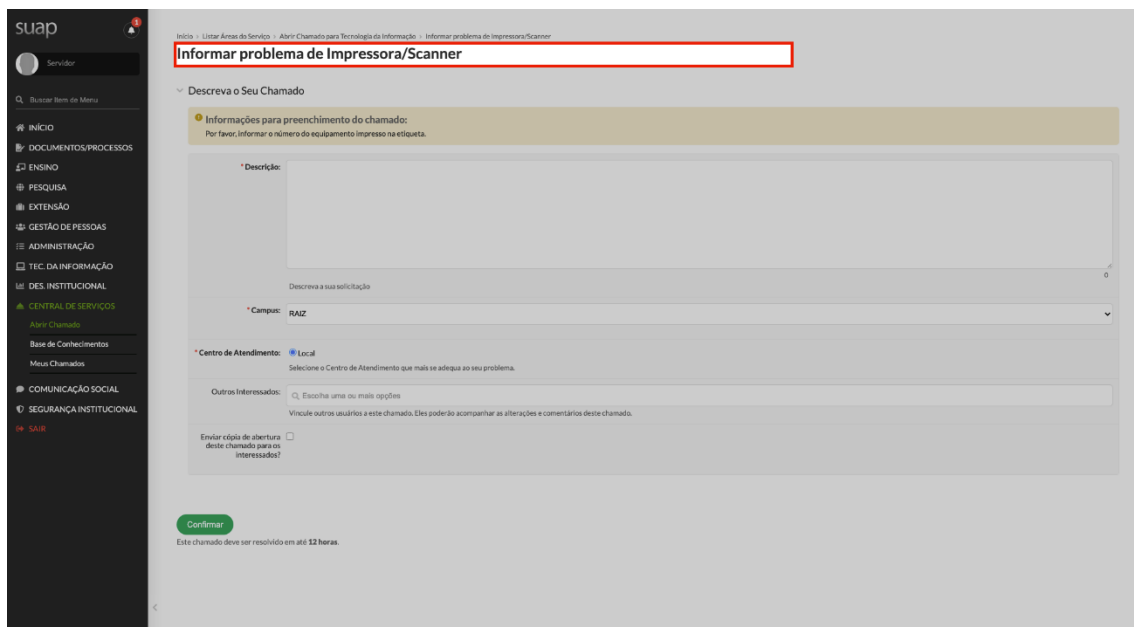 suap
1
Servidor
Buscar Item de Menu
INÍCIO
DOCUMENTOS/PROCESSOS
ENSINO
PESQUISA
EXTENSÃO
GESTÃO DE PESSOAS
ADMINISTRAÇÃO
TEC. DA INFORMAÇÃO
DES. INSTITUCIONAL
CENTRAL DE SERVIÇOS
Abrir Chamado
Base de Conhecimentos
Meus Chamados
COMUNICAÇÃO SOCIAL
SEGURANÇA INSTITUCIONAL
SAIR
Início › Listar Áreas do Serviço › Abrir Chamado para Tecnologia da Informação › Informar problema de Impressora/Scanner
Informar problema de Impressora/Scanner
Descreva o Seu Chamado
Informações para preenchimento do chamado:
Por favor, informar o número do equipamento impresso na etiqueta.
* Descrição:
0
Descreva a sua solicitação
* Campus: RAIZ
* Centro de Atendimento: Local
Selecione o Centro de Atendimento que mais se adequa ao seu problema.
Outros Interessados: Escolha uma ou mais opções
Vincule outros usuários a este chamado. Eles poderão acompanhar as alterações e comentários deste chamado.
Enviar cópia de abertura
deste chamado para os
interessados?
Confirmar
Este chamado deve ser resolvido em até 12 horas.